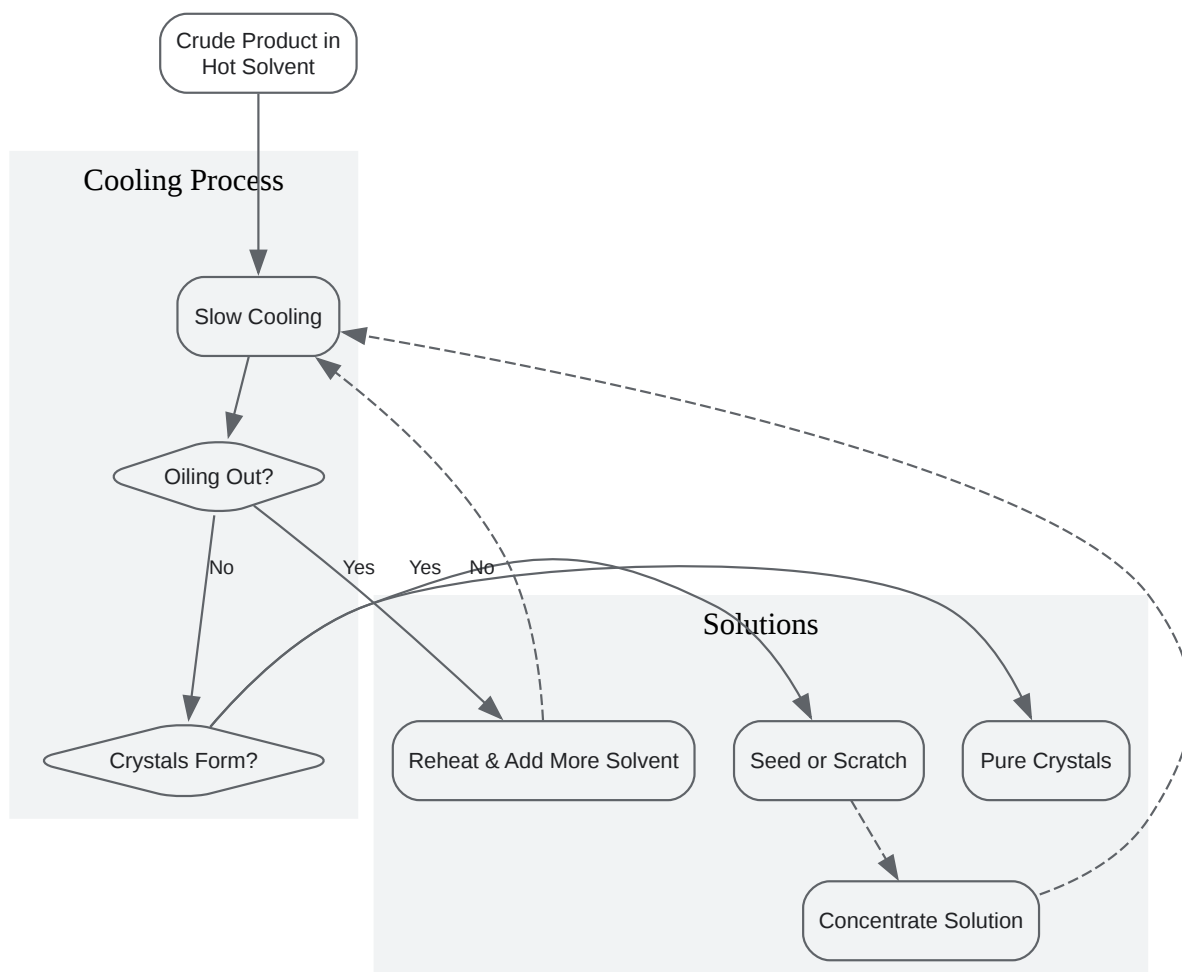 Crude Product in
Hot Solvent
Cooling Process
Slow Cooling
Oiling Out?
No
Yes
Yes
No
Solutions
Crystals Form?
Reheat & Add More Solvent
Seed or Scratch
Pure Crystals
Concentrate Solution